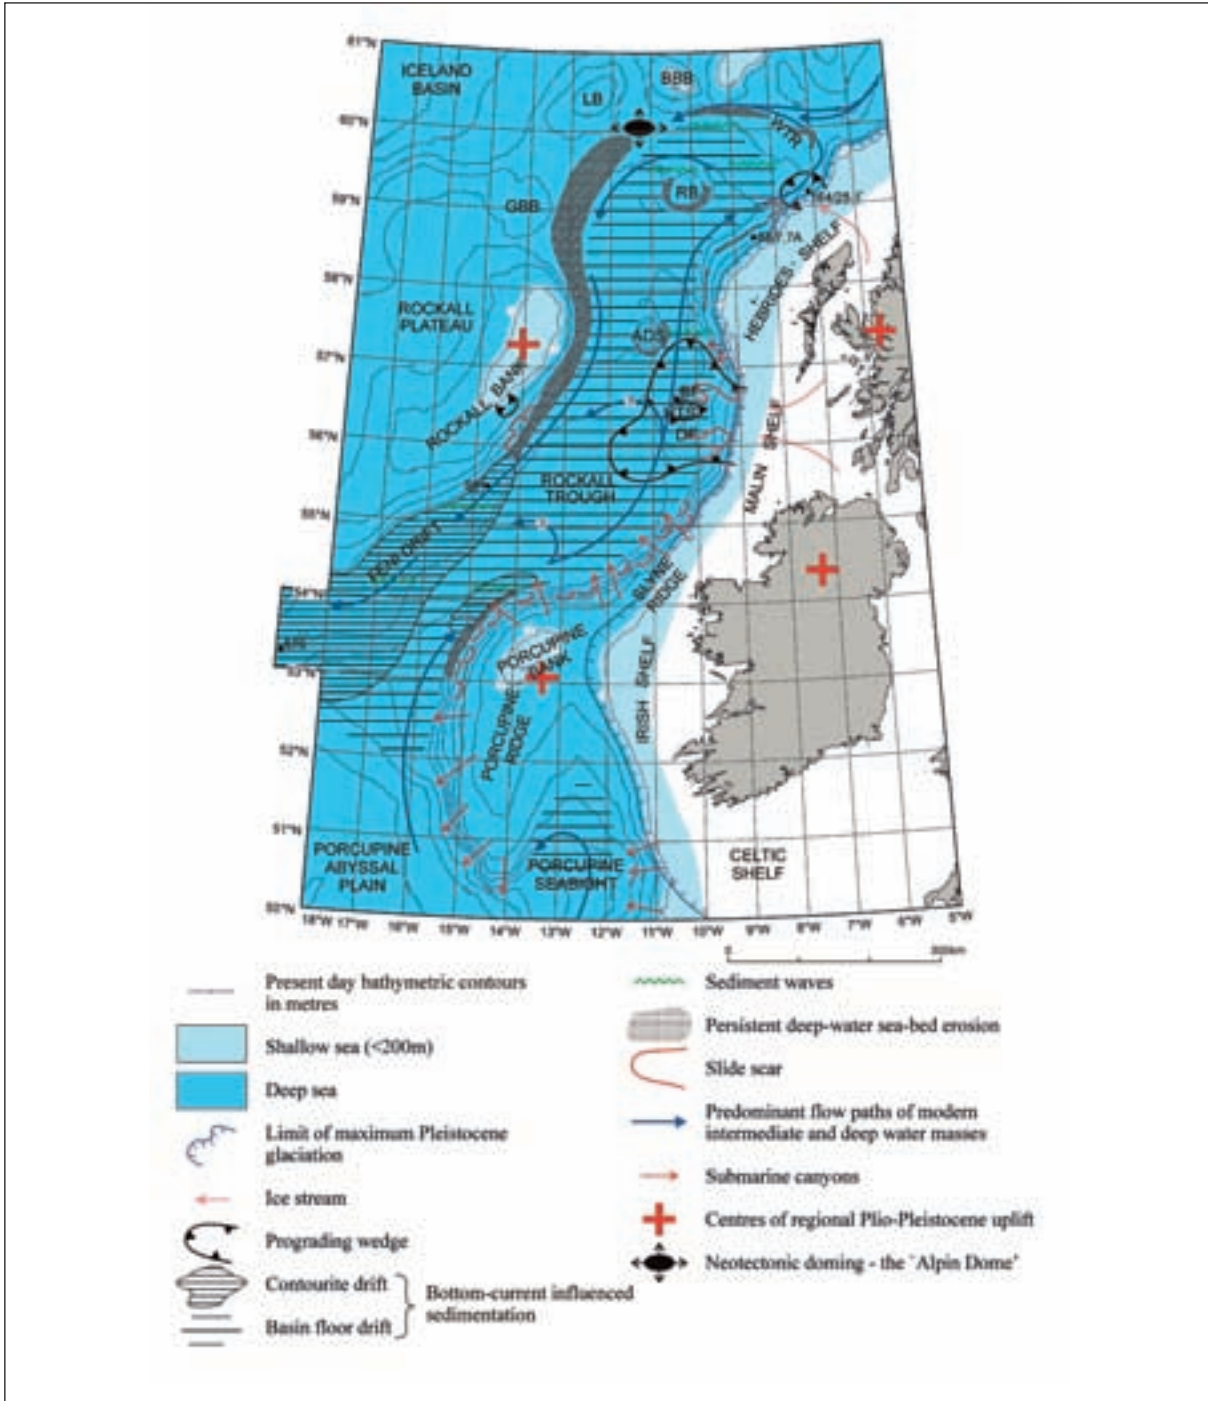 61°N
ICELAND
BASIN
BBB
LB
60°N
WTR
59°N
GBB
RB
HEBRIDES - SHELF
58°N
ROCKALL
PLATEAU
ADS
57°N
ROCKALL BANK
56°N
MALIN SHELF
ROCKALL
TROUGH
55°N
FENI DRIFT
SLYNE
RIDGE
54°N
53°N
PORCUPINE
BANK
IRISH SHELF
PORCUPINE
RIDGE
52°N
51°N
PORCUPINE
ABYSSAL
PLAIN
PORCUPINE
SEABIGHT
CELTIC
SHELF
50°N
18°W 17°W 16°W 15°W 14°W 13°W 12°W 11°W 10°W 9°W 8°W 7°W 6°W 5°W
0
Present day bathymetric contours
in metres
Shallow sea (<200m)
Deep sea
Limit of maximum Pleistocene
glaciation
Ice stream
Prograding wedge
Contourite drift
Basin floor drift
Bottom-current influenced
sedimentation
Sediment waves
Persistent deep-water sea-bed erosion
Slide scar
Predominant flow paths of modern
intermediate and deep water masses
Submarine canyons
Centres of regional Plio-Pleistocene uplift
Neotectonic doming - the 'Alpin Dome'